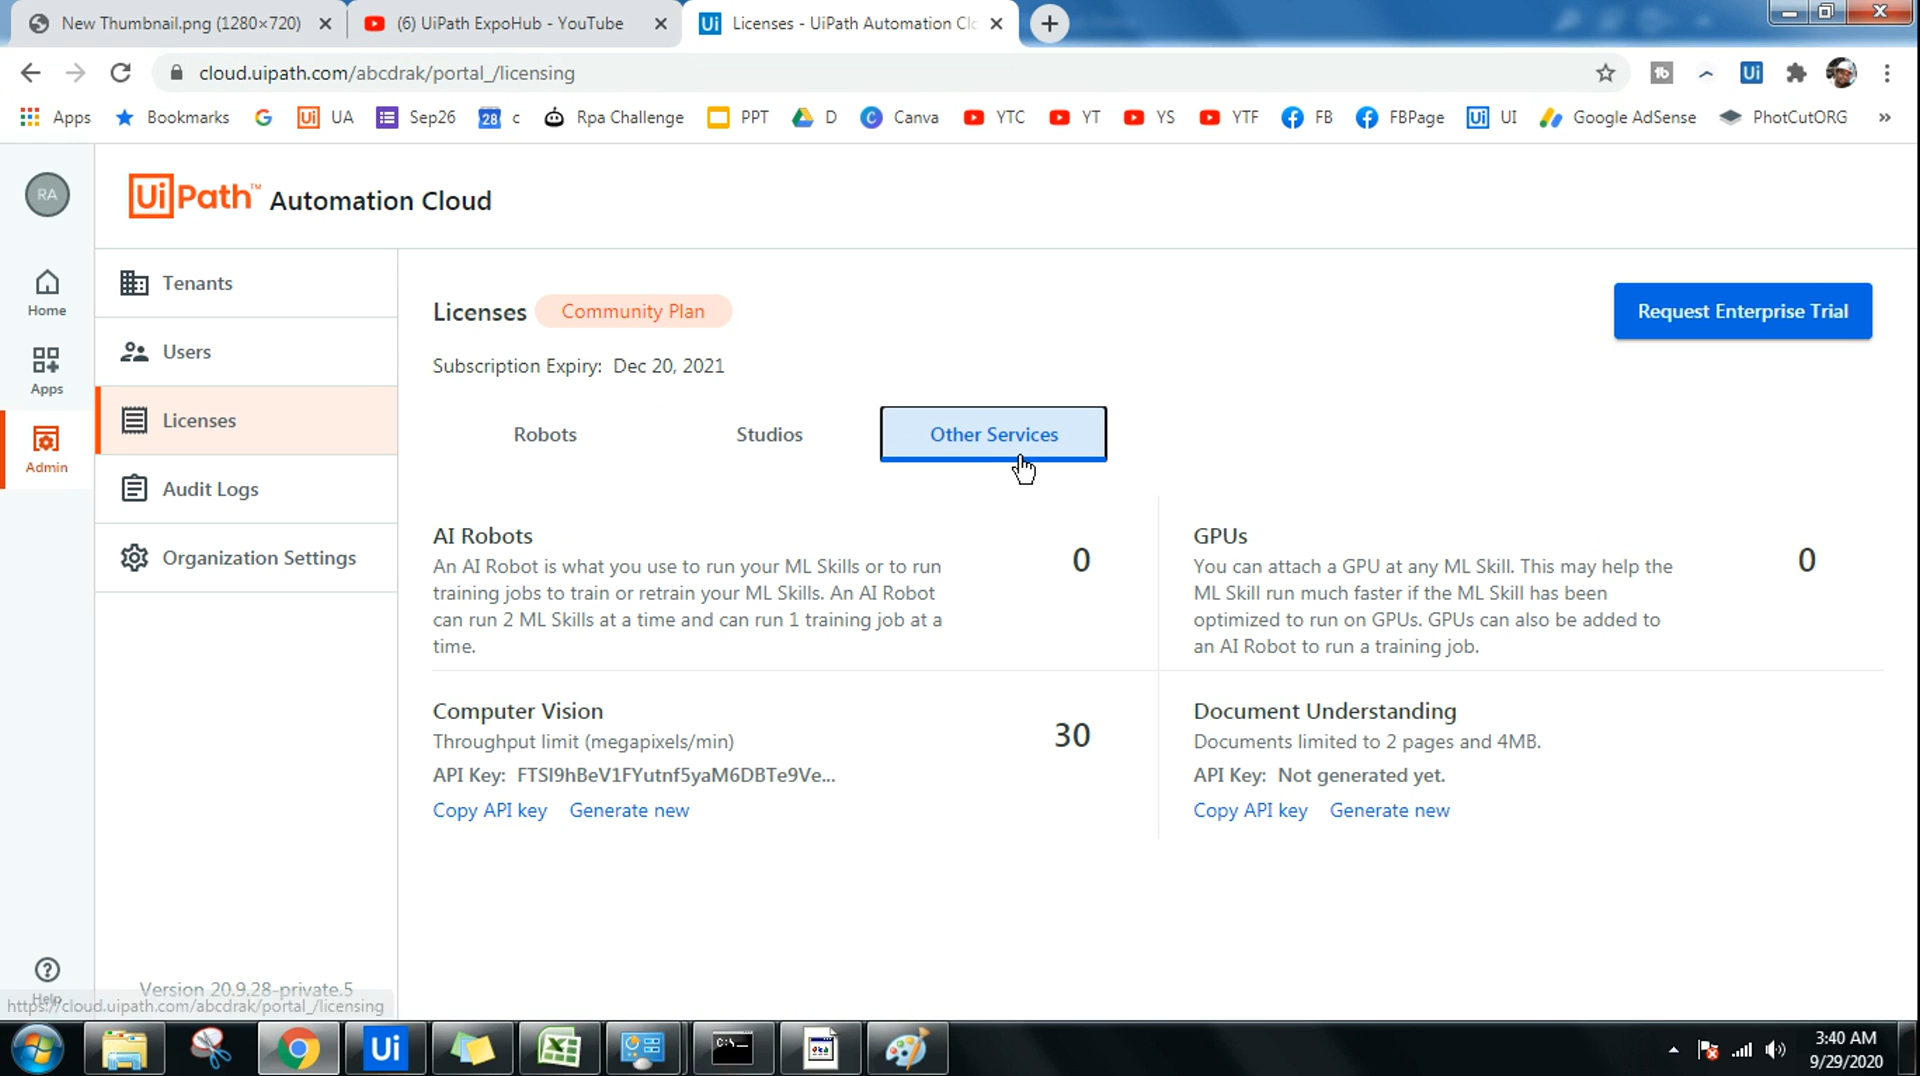 New Thumbnail.png (1280×720)
(6) UiPath ExpoHub - YouTube
Licenses - UiPath Automation Clo
cloud.uipath.com/abcdrak/portal_/licensing
Apps
Bookmarks
UA
Sep26
28
c
Rpa Challenge
PPT
D
Canva
YTC
YT
YS
YTF
FB
FBPage
UI
Google AdSense
PhotCutORG
»
RA
UiPath™ Automation Cloud
Home
Apps
Admin
Help
Tenants
Users
Licenses
Audit Logs
Organization Settings
Version 20.9.28-private.5
https://cloud.uipath.com/abcdrak/portal_/licensing
Licenses
Community Plan
Request Enterprise Trial
Subscription Expiry: Dec 20, 2021
Robots
Studios
Other Services
AI Robots
0
An AI Robot is what you use to run your ML Skills or to run
training jobs to train or retrain your ML Skills. An AI Robot
can run 2 ML Skills at a time and can run 1 training job at a
time.
GPUs
0
You can attach a GPU at any ML Skill. This may help the
ML Skill run much faster if the ML Skill has been
optimized to run on GPUs. GPUs can also be added to
an AI Robot to run a training job.
Computer Vision
30
Throughput limit (megapixels/min)
API Key: FTSI9hBeV1FYutnf5yaM6DBTe9Ve...
Copy API key
Generate new
Document Understanding
Documents limited to 2 pages and 4MB.
API Key: Not generated yet.
Copy API key
Generate new
Ui
C:\_
3:40 AM
9/29/2020